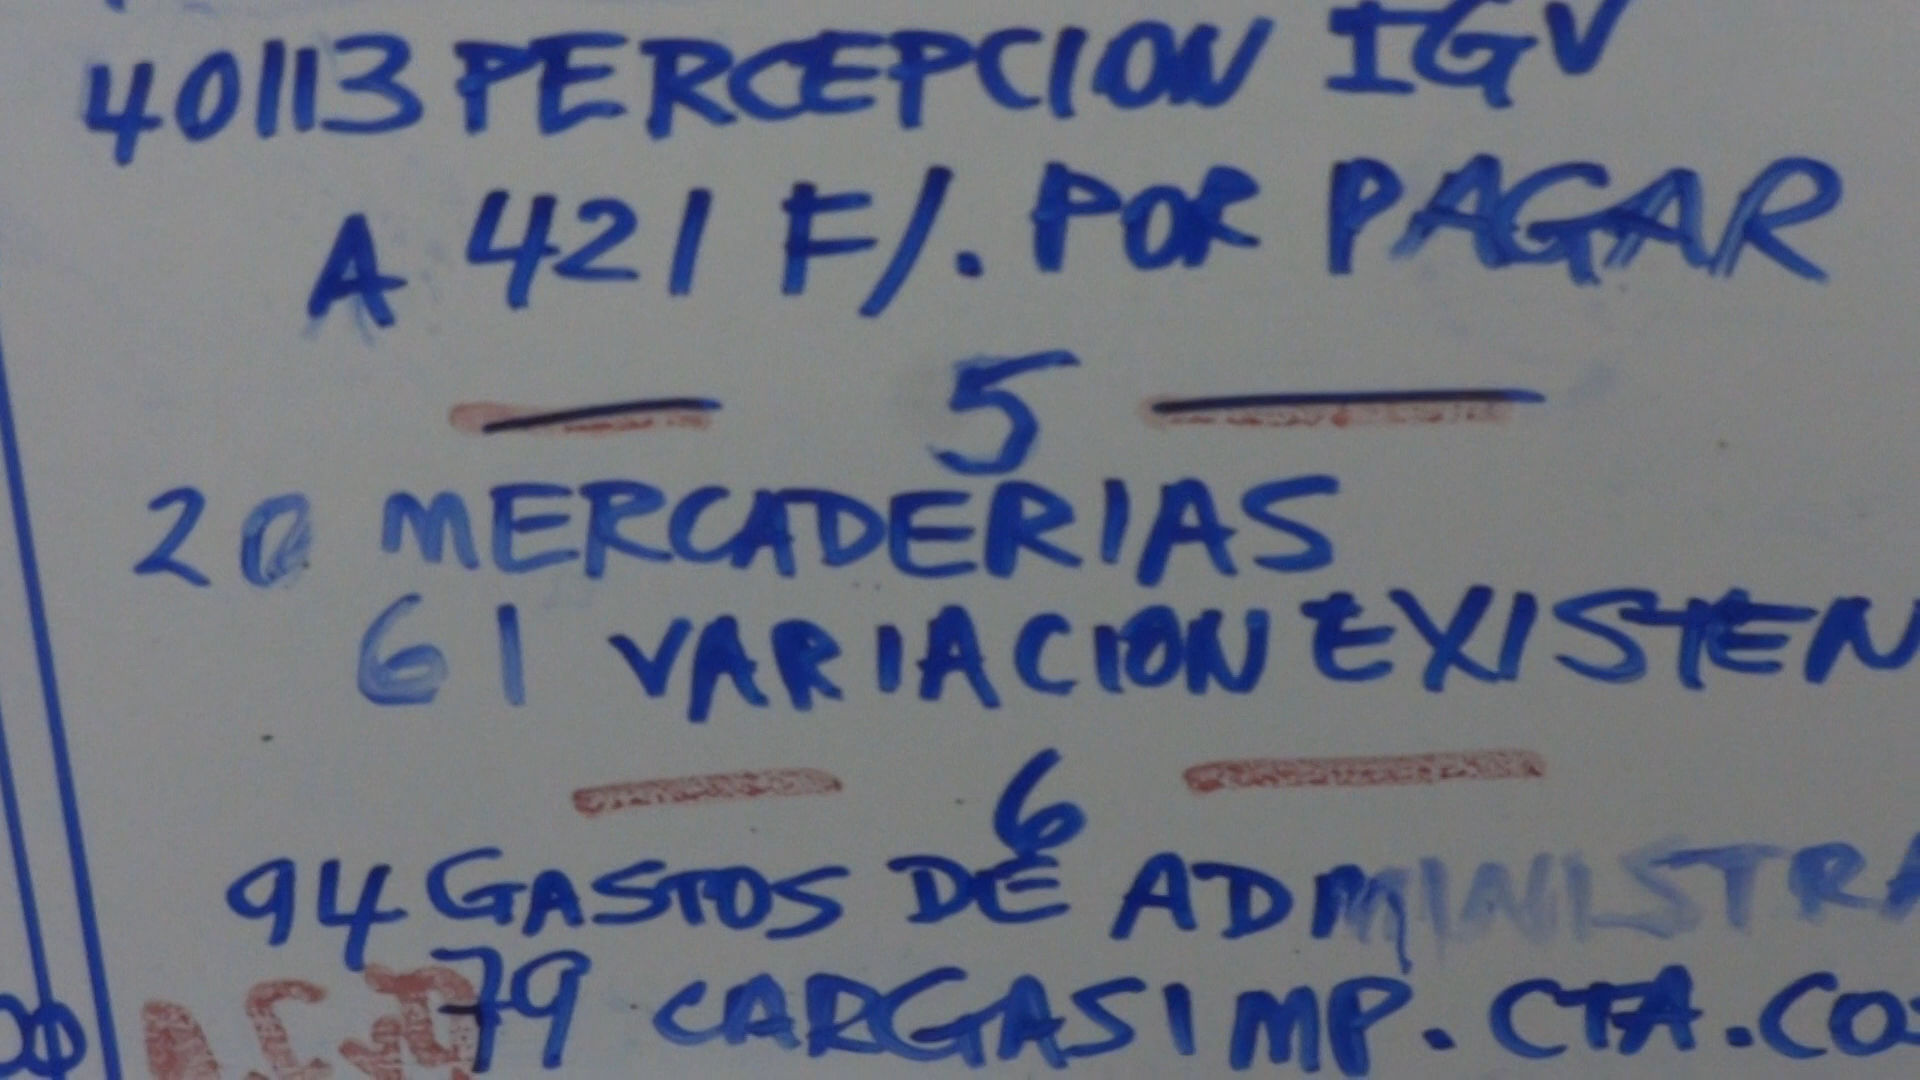 40113 PERCEPCION IGV
A 421 F/. POR PAGAR
5
20 MERCADERIAS
61 VARIACION EXISTEN
6
94 GASTOS DE ADMINISTRA
79 CARGAS IMP. CTA. COS